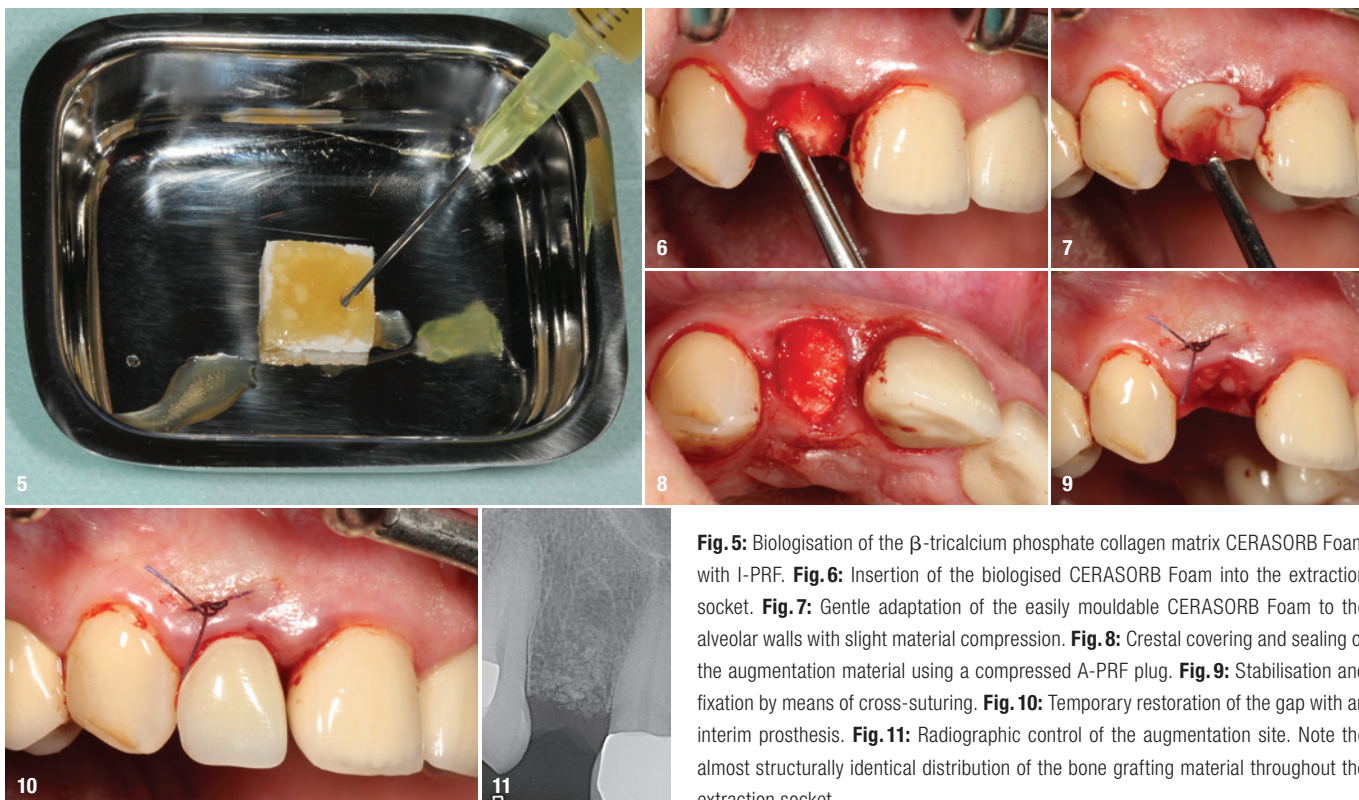 5
6
7
8
9
10
11
Fig. 5: Biologisation of the β-tricalcium phosphate collagen matrix CERASORB Foam
with I-PRF. Fig. 6: Insertion of the biologised CERASORB Foam into the extraction
socket. Fig. 7: Gentle adaptation of the easily mouldable CERASORB Foam to the
alveolar walls with slight material compression. Fig. 8: Crestal covering and sealing o
the augmentation material using a compressed A-PRF plug. Fig. 9: Stabilisation and
fixation by means of cross-suturing. Fig. 10: Temporary restoration of the gap with an
interim prosthesis. Fig. 11: Radiographic control of the augmentation site. Note the
almost structurally identical distribution of the bone grafting material throughout the
extraction socket